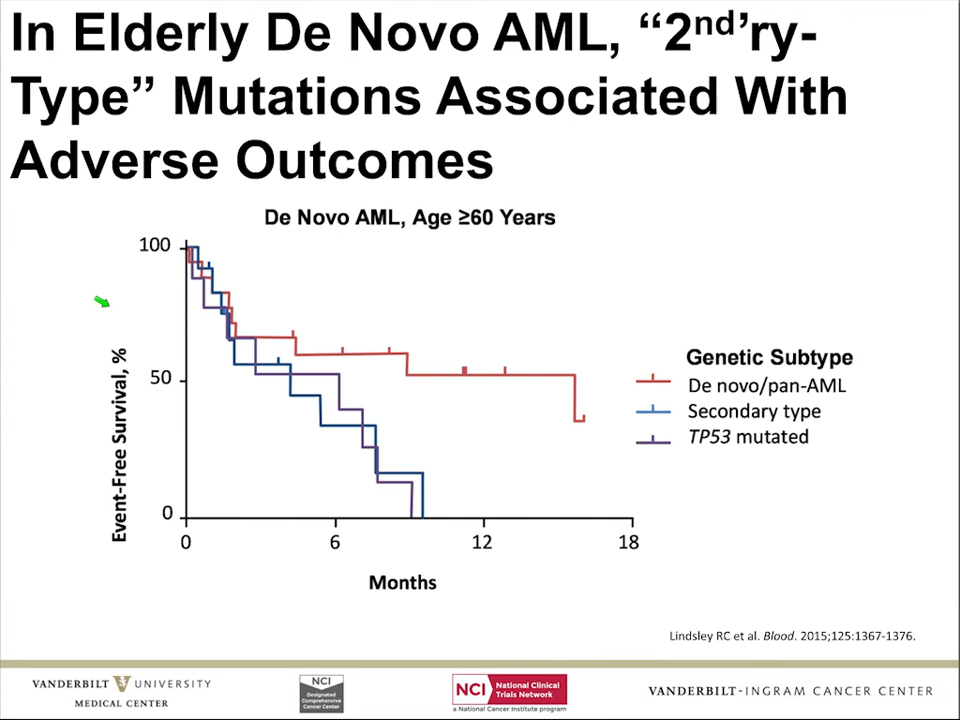 In Elderly De Novo AML, “2nd’ry-
Type” Mutations Associated With
Adverse Outcomes
De Novo AML, Age ≥60 Years
100
50
0
Event-Free Survival, %
0 6 12 18
Months
Genetic Subtype
De novo/pan-AML
Secondary type
TP53 mutated
Lindsley RC et al. Blood. 2015;125:1367-1376.
VANDERBILT UNIVERSITY
MEDICAL CENTER
NCI
Designated
Comprehensive
Cancer Center
NCI National Clinical
Trials Network
a National Cancer Institute program
VANDERBILT-INGRAM CANCER CENTER